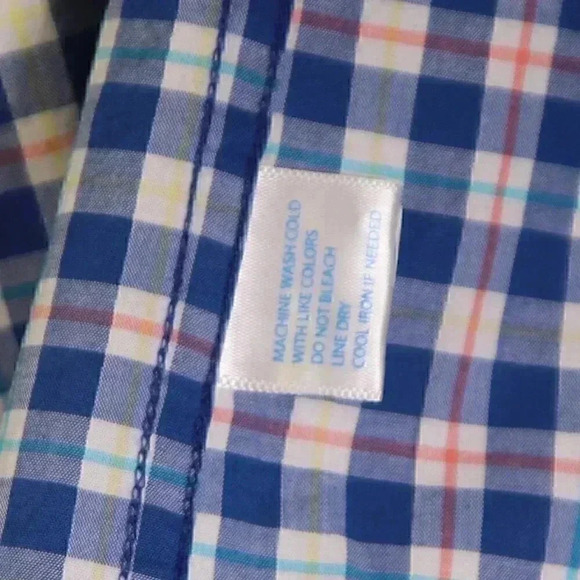 MACHINE WASH COLD
WITH LIKE COLORS
DO NOT BLEACH
LINE DRY
COOL IRON IF NEEDED